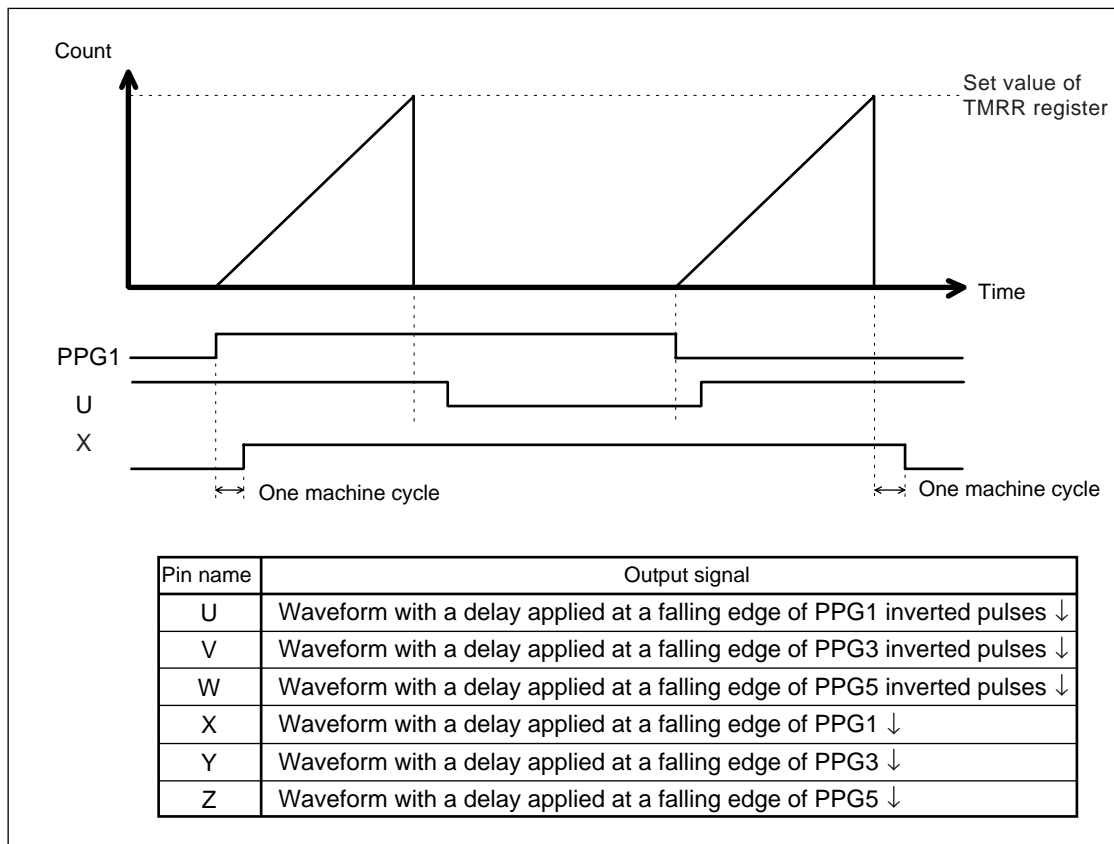 Count
Set value of
TMRR register
Time
PPG1
U
X
One machine cycle
One machine cycle
Pin name Output signal
U Waveform with a delay applied at a falling edge of PPG1 inverted pulses ↓
V Waveform with a delay applied at a falling edge of PPG3 inverted pulses ↓
W Waveform with a delay applied at a falling edge of PPG5 inverted pulses ↓
X Waveform with a delay applied at a falling edge of PPG1 ↓
Y Waveform with a delay applied at a falling edge of PPG3 ↓
Z Waveform with a delay applied at a falling edge of PPG5 ↓